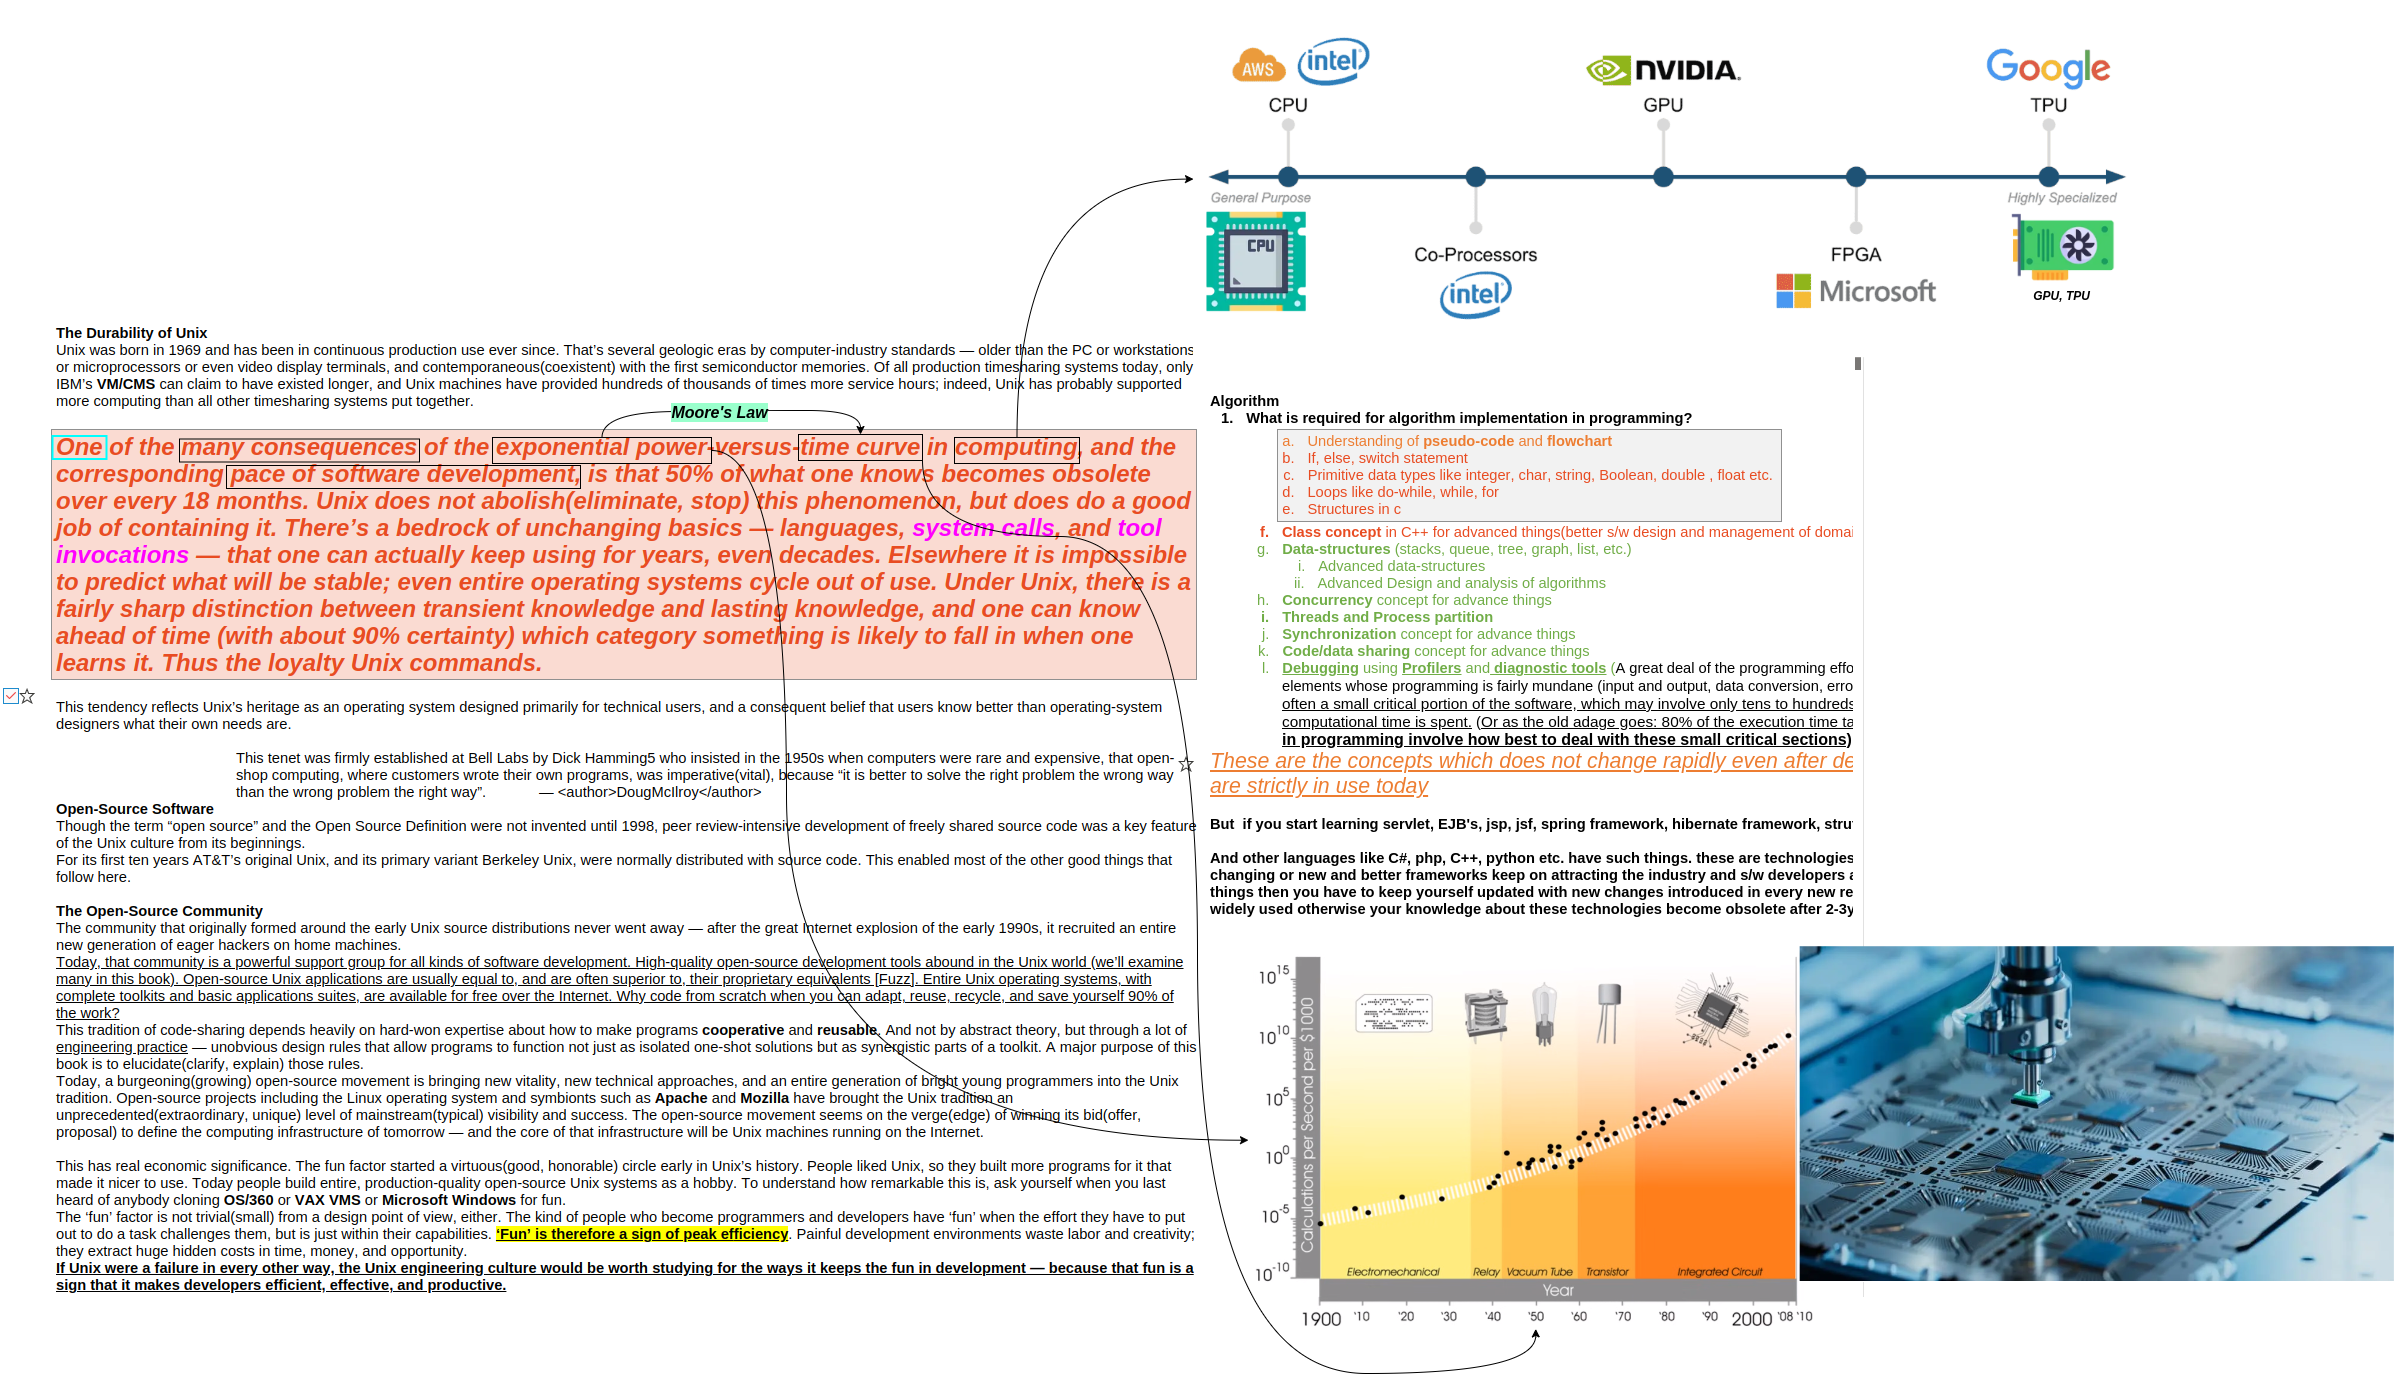 AWS intel
CPU
NVIDIA.
GPU
Google
TPU
General Purpose
Highly Specialized
CPU
Co-Processors
intel
FPGA
Microsoft
GPU, TPU
The Durability of Unix
Unix was born in 1969 and has been in continuous production use ever since. That’s several geologic eras by computer-industry standards — older than the PC or workstations
or microprocessors or even video display terminals, and contemporaneous(coexistent) with the first semiconductor memories. Of all production timesharing systems today, only
IBM’s VM/CMS can claim to have existed longer, and Unix machines have provided hundreds of thousands of times more service hours; indeed, Unix has probably supported
more computing than all other timesharing systems put together.
Moore's Law
One of the many consequences of the exponential power-versus-time curve in computing, and the
corresponding pace of software development, is that 50% of what one knows becomes obsolete
over every 18 months. Unix does not abolish(eliminate, stop) this phenomenon, but does do a good
job of containing it. There’s a bedrock of unchanging basics — languages, system calls, and tool
invocations — that one can actually keep using for years, even decades. Elsewhere it is impossible
to predict what will be stable; even entire operating systems cycle out of use. Under Unix, there is a
fairly sharp distinction between transient knowledge and lasting knowledge, and one can know
ahead of time (with about 90% certainty) which category something is likely to fall in when one
learns it. Thus the loyalty Unix commands.
This tendency reflects Unix’s heritage as an operating system designed primarily for technical users, and a consequent belief that users know better than operating-system
designers what their own needs are.
This tenet was firmly established at Bell Labs by Dick Hamming5 who insisted in the 1950s when computers were rare and expensive, that open-
shop computing, where customers wrote their own programs, was imperative(vital), because “it is better to solve the right problem the wrong way
than the wrong problem the right way”. — <author>DougMcIlroy</author>
Open-Source Software
Though the term “open source” and the Open Source Definition were not invented until 1998, peer review-intensive development of freely shared source code was a key feature
of the Unix culture from its beginnings.
For its first ten years AT&T’s original Unix, and its primary variant Berkeley Unix, were normally distributed with source code. This enabled most of the other good things that
follow here.
The Open-Source Community
The community that originally formed around the early Unix source distributions never went away — after the great Internet explosion of the early 1990s, it recruited an entire
new generation of eager hackers on home machines.
Today, that community is a powerful support group for all kinds of software development. High-quality open-source development tools abound in the Unix world (we’ll examine
many in this book). Open-source Unix applications are usually equal to, and are often superior to, their proprietary equivalents [Fuzz]. Entire Unix operating systems, with
complete toolkits and basic applications suites, are available for free over the Internet. Why code from scratch when you can adapt, reuse, recycle, and save yourself 90% of
the work?
This tradition of code-sharing depends heavily on hard-won expertise about how to make programs cooperative and reusable. And not by abstract theory, but through a lot of
engineering practice — unobvious design rules that allow programs to function not just as isolated one-shot solutions but as synergistic parts of a toolkit. A major purpose of this
book is to elucidate(clarify, explain) those rules.
Today, a burgeoning(growing) open-source movement is bringing new vitality, new technical approaches, and an entire generation of bright young programmers into the Unix
tradition. Open-source projects including the Linux operating system and symbionts such as Apache and Mozilla have brought the Unix tradition an
unprecedented(extraordinary, unique) level of mainstream(typical) visibility and success. The open-source movement seems on the verge(edge) of winning its bid(offer,
proposal) to define the computing infrastructure of tomorrow — and the core of that infrastructure will be Unix machines running on the Internet.
This has real economic significance. The fun factor started a virtuous(good, honorable) circle early in Unix’s history. People liked Unix, so they built more programs for it that
made it nicer to use. Today people build entire, production-quality open-source Unix systems as a hobby. To understand how remarkable this is, ask yourself when you last
heard of anybody cloning OS/360 or VAX VMS or Microsoft Windows for fun.
The ‘fun’ factor is not trivial(small) from a design point of view, either. The kind of people who become programmers and developers have ‘fun’ when the effort they have to put
out to do a task challenges them, but is just within their capabilities. ‘Fun’ is therefore a sign of peak efficiency. Painful development environments waste labor and creativity;
they extract huge hidden costs in time, money, and opportunity.
If Unix were a failure in every other way, the Unix engineering culture would be worth studying for the ways it keeps the fun in development — because that fun is a
sign that it makes developers efficient, effective, and productive.
Algorithm
1. What is required for algorithm implementation in programming?
a. Understanding of pseudo-code and flowchart
b. If, else, switch statement
c. Primitive data types like integer, char, string, Boolean, double , float etc.
d. Loops like do-while, while, for
e. Structures in c
f. Class concept in C++ for advanced things(better s/w design and management of domai
g. Data-structures (stacks, queue, tree, graph, list, etc.)
i. Advanced data-structures
ii. Advanced Design and analysis of algorithms
h. Concurrency concept for advance things
i. Threads and Process partition
j. Synchronization concept for advance things
k. Code/data sharing concept for advance things
l. Debugging using Profilers and diagnostic tools (A great deal of the programming effo
elements whose programming is fairly mundane (input and output, data conversion, erro
often a small critical portion of the software, which may involve only tens to hundreds
computational time is spent. (Or as the old adage goes: 80% of the execution time ta
in programming involve how best to deal with these small critical sections)
These are the concepts which does not change rapidly even after de
are strictly in use today
But if you start learning servlet, EJB's, jsp, jsf, spring framework, hibernate framework, stru
And other languages like C#, php, C++, python etc. have such things. these are technologies
changing or new and better frameworks keep on attracting the industry and s/w developers a
things then you have to keep yourself updated with new changes introduced in every new re
widely used otherwise your knowledge about these technologies become obsolete after 2-3y
Calculations per Second per $1000
10^15
10^10
10^5
10^0
10^-5
10^-10
Electromechanical Relay Vacuum Tube Transistor Integrated Circuit
Year
1900 '10 '20 '30 '40 '50 '60 '70 '80 '90 2000 '08 '10